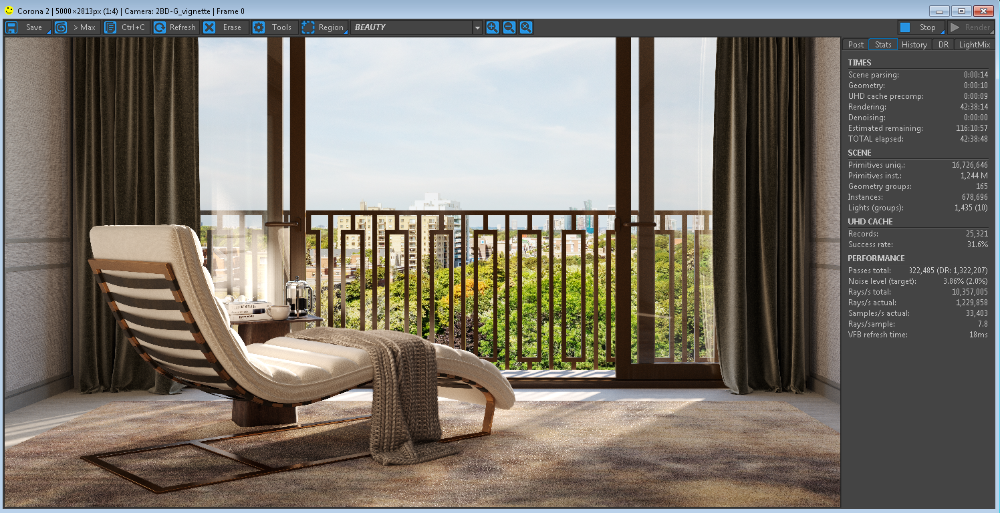 Corona 2 | 5000×2813px (1:4) | Camera: 2BD-G_vignette | Frame 0
Save > Max Ctrl+C Refresh Erase Tools Region BEAUTY Stop Render
Post Stats History DR LightMix
TIMES
Scene parsing: 0:00:14
Geometry: 0:00:10
UHD cache precomp: 0:00:09
Rendering: 42:38:14
Denoising: 0:00:00
Estimated remaining: 116:10:57
TOTAL elapsed: 42:38:48
SCENE
Primitives uniq.: 16,726,646
Primitives inst.: 1,244 M
Geometry groups: 165
Instances: 678,696
Lights (groups): 1,435 (10)
UHD CACHE
Records: 25,321
Success rate: 31.6%
PERFORMANCE
Passes total: 322,485 (DR: 1,322,207)
Noise level (target): 3.86% (2.0%)
Rays/s total: 10,357,005
Rays/s actual: 1,229,858
Samples/s actual: 33,403
Rays/sample: 7.8
VFB refresh time: 18ms